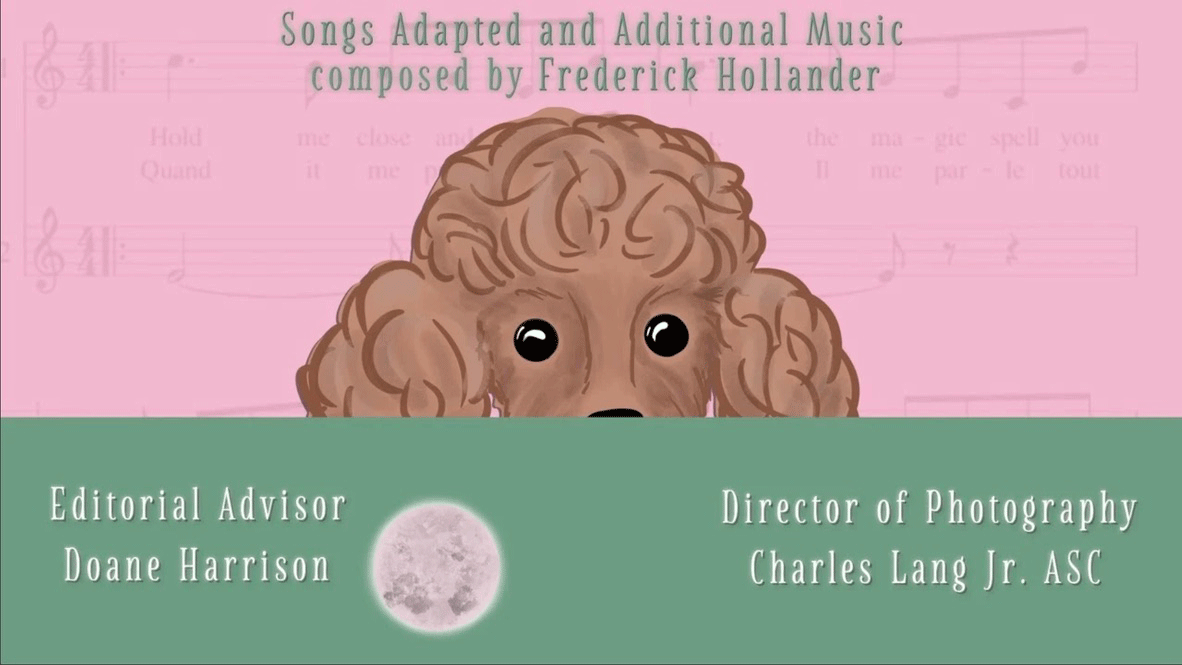 Songs Adapted and Additional Music
composed by Frederick Hollander
Hold me close and the ma - gic spell you
Quand it me Il me par - le tout
Editorial Advisor
Doane Harrison
Director of Photography
Charles Lang Jr. ASC